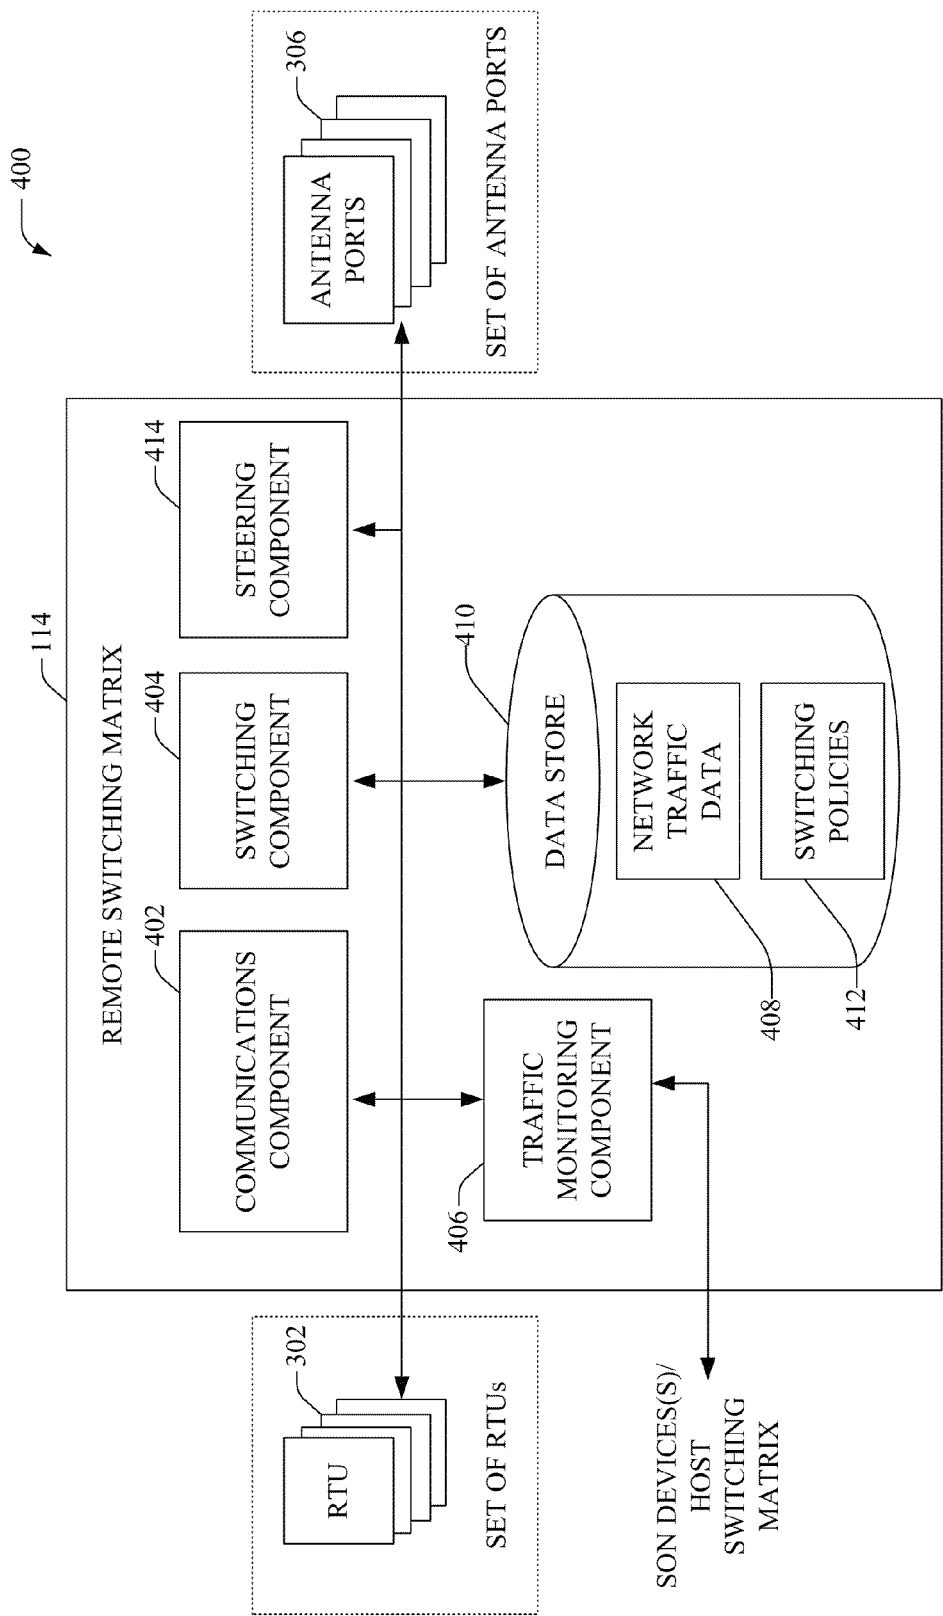 400
114
REMOTE SWITCHING MATRIX
402
404
414
COMMUNICATIONS
COMPONENT
SWITCHING
COMPONENT
STEERING
COMPONENT
302
RTU
SET OF RTUs
306
ANTENNA
PORTS
SET OF ANTENNA PORTS
406
TRAFFIC
MONITORING
COMPONENT
410
DATA STORE
NETWORK
TRAFFIC
DATA
408
SWITCHING
POLICIES
412
SON DEVICES(S)/
HOST
SWITCHING
MATRIX